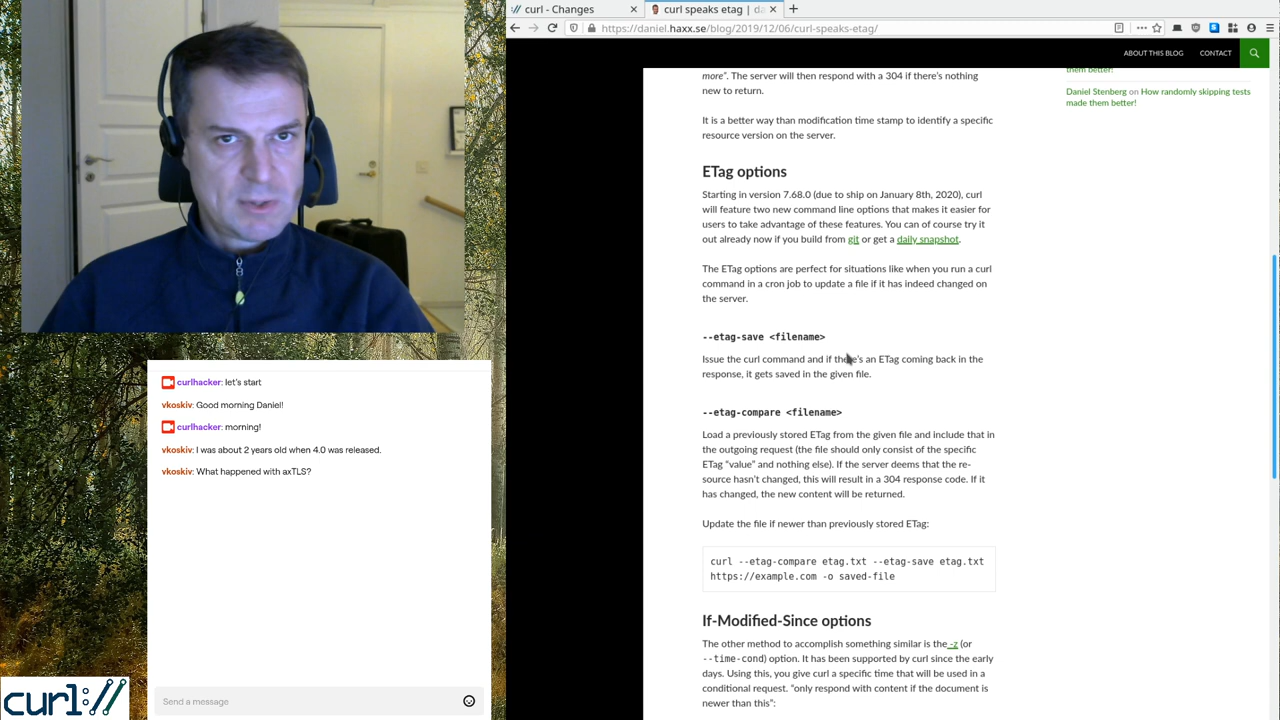 curl - Changes
curl speaks etag | d
https://daniel.haxx.se/blog/2019/12/06/curl-speaks-etag/
ABOUT THIS BLOG
CONTACT
more". The server will then respond with a 304 if there's nothing
new to return.
It is a better way than modification time stamp to identify a specific
resource version on the server.
ETag options
Starting in version 7.68.0 (due to ship on January 8th, 2020), curl
will feature two new command line options that makes it easier for
users to take advantage of these features. You can of course try it
out already now if you build from git or get a daily snapshot.
The ETag options are perfect for situations like when you run a curl
command in a cron job to update a file if it has indeed changed on
the server.
--etag-save <filename>
Issue the curl command and if there's an ETag coming back in the
response, it gets saved in the given file.
--etag-compare <filename>
Load a previously stored ETag from the given file and include that in
the outgoing request (the file should only consist of the specific
ETag "value" and nothing else). If the server deems that the re-
source hasn't changed, this will result in a 304 response code. If it
has changed, the new content will be returned.
Update the file if newer than previously stored ETag:
curl --etag-compare etag.txt --etag-save etag.txt
https://example.com -o saved-file
If-Modified-Since options
The other method to accomplish something similar is the -z (or
--time-cond) option. It has been supported by curl since the early
days. Using this, you give curl a specific time that will be used in a
conditional request. "only respond with content if the document is
newer than this":
them better!
Daniel Stenberg on How randomly skipping tests
made them better!
curlhacker: let's start
vkoskiv: Good morning Daniel!
curlhacker: morning!
vkoskiv: I was about 2 years old when 4.0 was released.
vkoskiv: What happened with axTLS?
Send a message
curl://